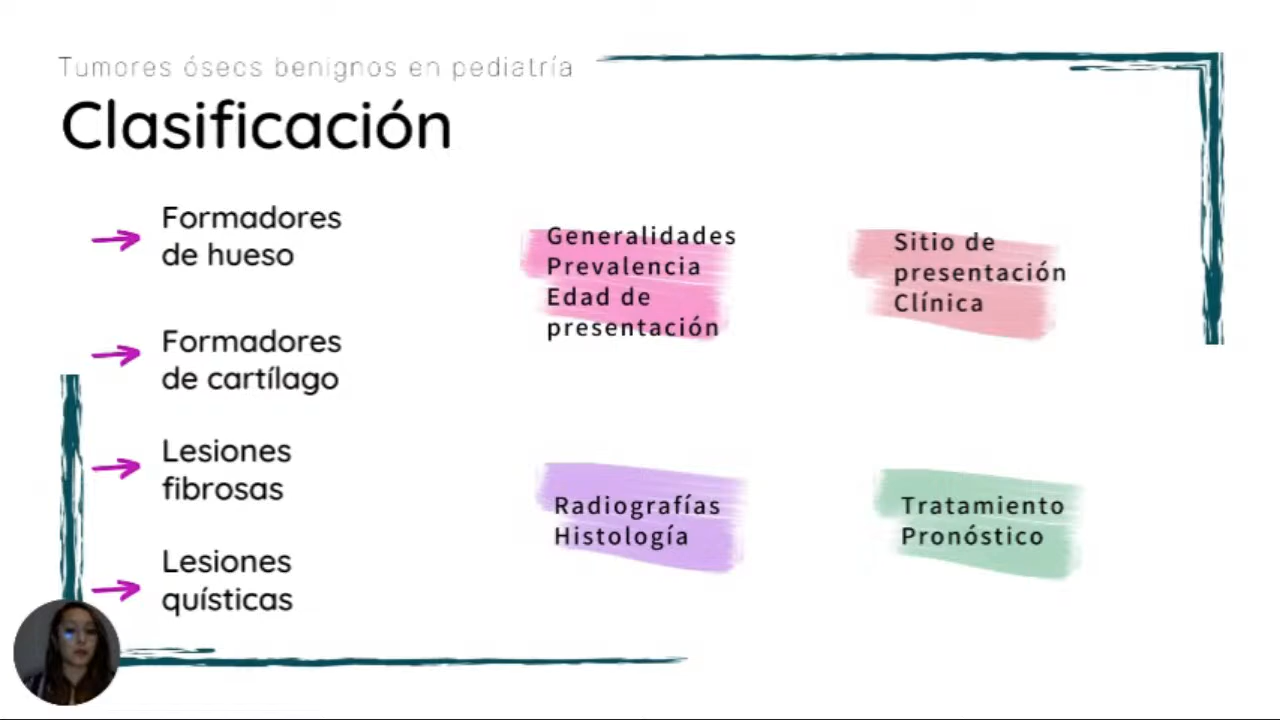 Tumores óseos benignos en pediatría
Clasificación
Formadores
de hueso
Formadores
de cartílago
Lesiones
fibrosas
Lesiones
quísticas
Generalidades
Prevalencia
Edad de
presentación
Sitio de
presentación
Clínica
Radiografías
Histología
Tratamiento
Pronóstico